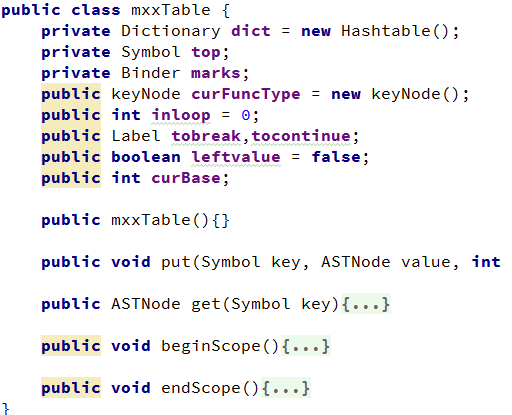 public class mxxTable {
    private Dictionary dict = new Hashtable();
    private Symbol top;
    private Binder marks;
    public keyNode curFuncType = new keyNode();
    public int inloop = 0;
    public Label tobreak,tocontinue;
    public boolean leftvalue = false;
    public int curBase;
    public mxxTable(){}
    public void put(Symbol key, ASTNode value, int
    public ASTNode get(Symbol key){...}
    public void beginScope(){...}
    public void endScope(){...}
}